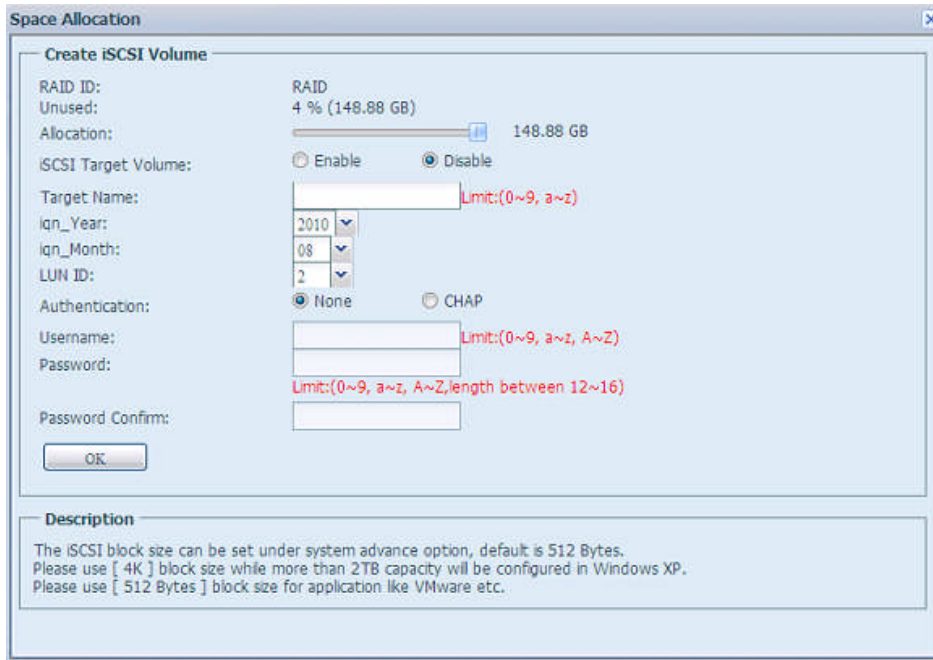 Space Allocation
Create iSCSI Volume
RAID ID: RAID
Unused: 4 % (148.88 GB)
Allocation: 148.88 GB
iSCSI Target Volume: Enable Disable
Target Name: Limit:(0~9, a~z)
iqn_Year: 2010
iqn_Month: 08
LUN ID: 2
Authentication: None CHAP
Username: Limit:(0~9, a~z, A~Z)
Password:
Limit:(0~9, a~z, A~Z,length between 12~16)
Password Confirm:
OK
Description
The iSCSI block size can be set under system advance option, default is 512 Bytes.
Please use [ 4K ] block size while more than 2TB capacity will be configured in Windows XP.
Please use [ 512 Bytes ] block size for application like VMware etc.